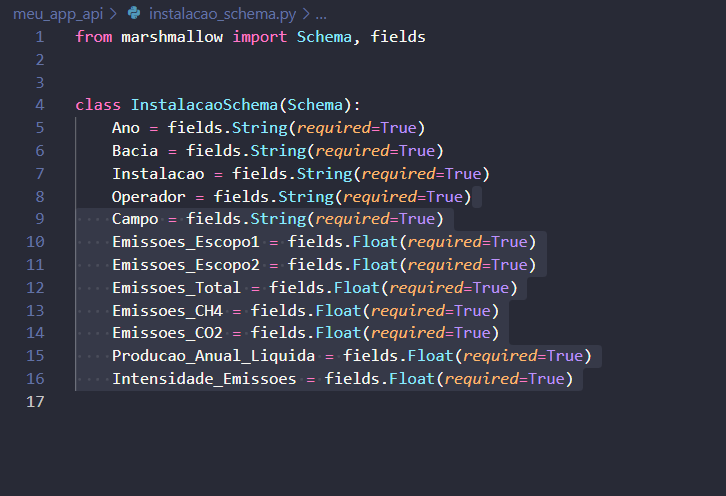 meu_app_api > instalacao_schema.py > ...
1 from marshmallow import Schema, fields
2
3
4 class InstalacaoSchema(Schema):
5 Ano = fields.String(required=True)
6 Bacia = fields.String(required=True)
7 Instalacao = fields.String(required=True)
8 Operador = fields.String(required=True)
9 Campo = fields.String(required=True)
10 Emissoes_Escopo1 = fields.Float(required=True)
11 Emissoes_Escopo2 = fields.Float(required=True)
12 Emissoes_Total = fields.Float(required=True)
13 Emissoes_CH4 = fields.Float(required=True)
14 Emissoes_CO2 = fields.Float(required=True)
15 Producao_Anual_Liquida = fields.Float(required=True)
16 Intensidade_Emissoes = fields.Float(required=True)
17